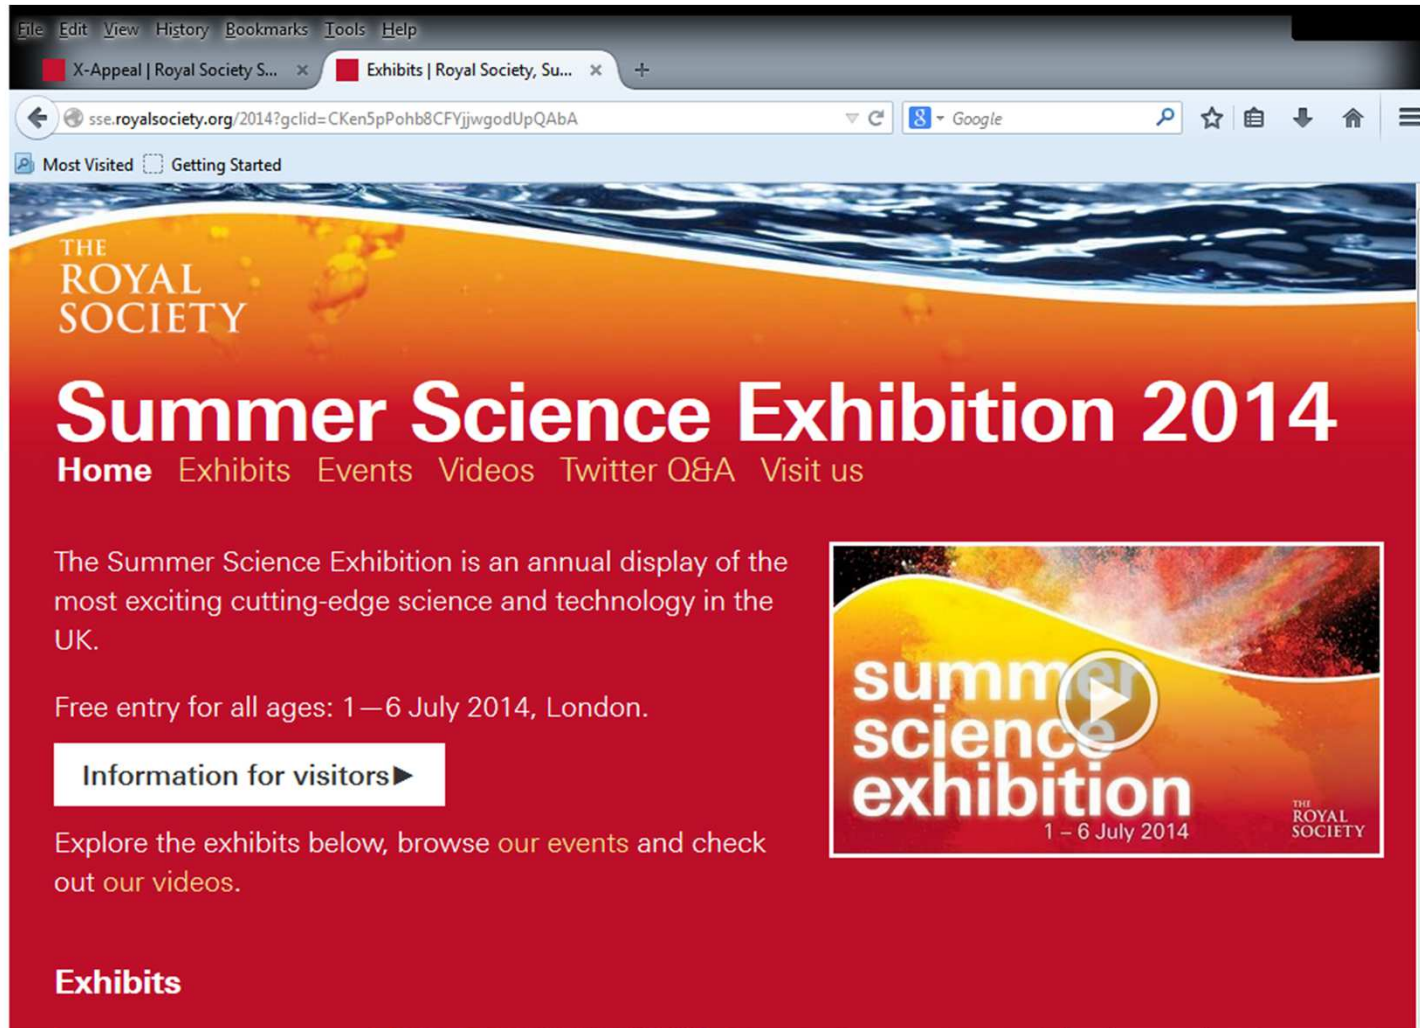 File Edit View History Bookmarks Tools Help
X-Appeal | Royal Society S... × Exhibits | Royal Society, Su... × +
sse.royalsociety.org/2014?gclid=CKen5pPohb8CFYjjwgodUpQAbA 8 Google
Most Visited Getting Started
THE
ROYAL
SOCIETY
Summer Science Exhibition 2014
Home Exhibits Events Videos Twitter Q&A Visit us
The Summer Science Exhibition is an annual display of the
most exciting cutting-edge science and technology in the
UK.
Free entry for all ages: 1—6 July 2014, London.
Information for visitors▶
Explore the exhibits below, browse our events and check
out our videos.
summer
science
exhibition
1 – 6 July 2014
THE
ROYAL
SOCIETY
Exhibits